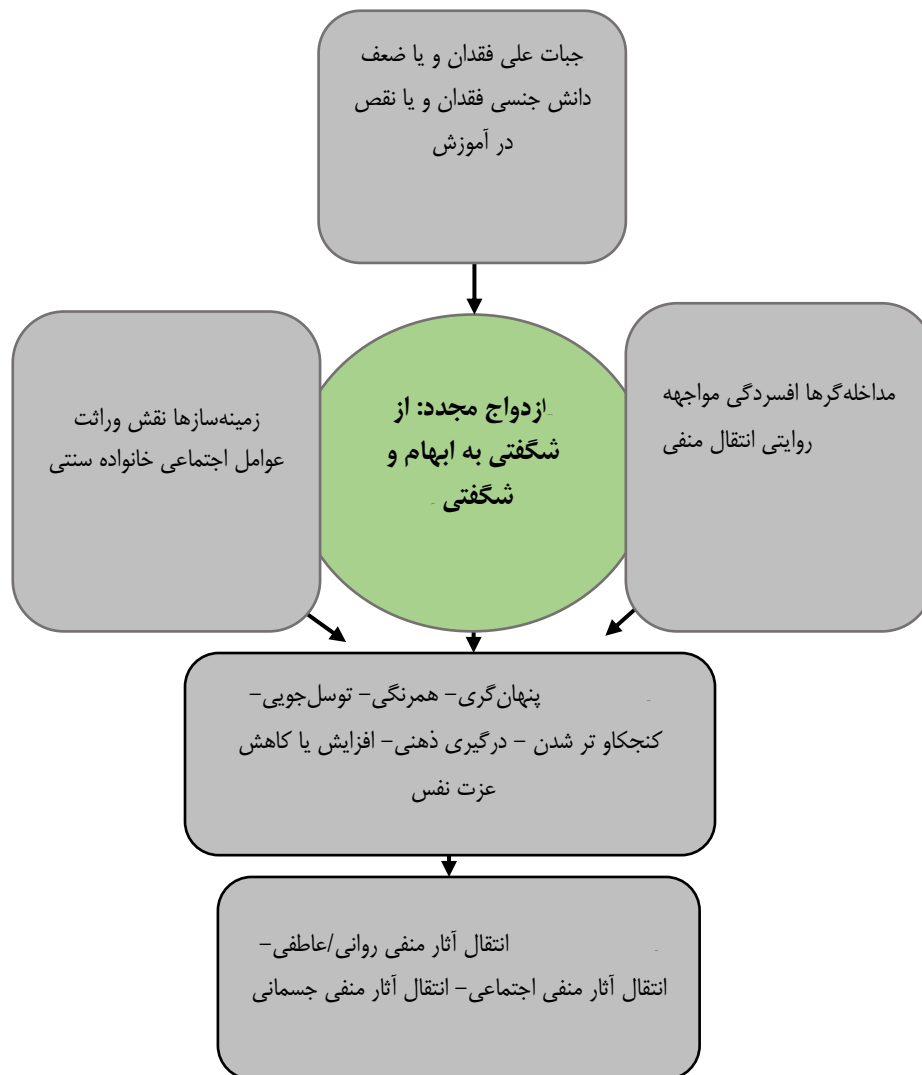 جبات علی فقدان و یا ضعف
دانش جنسی فقدان و یا نقص
در آموزش
مداخله‌گرها افسردگی مواجهه
روایتی انتقال منفی
ازدواج مجدد: از
شگفتی به ابهام و
شگفتی
زمینه‌سازها نقش وراثت
عوامل اجتماعی خانواده سنتی
پنهان‌گری– همرنگی– توسل‌جویی–
کنجکاو تر شدن – درگیری ذهنی– افزایش یا کاهش
عزت نفس
انتقال آثار منفی روانی/عاطفی–
انتقال آثار منفی اجتماعی– انتقال آثار منفی جسمانی